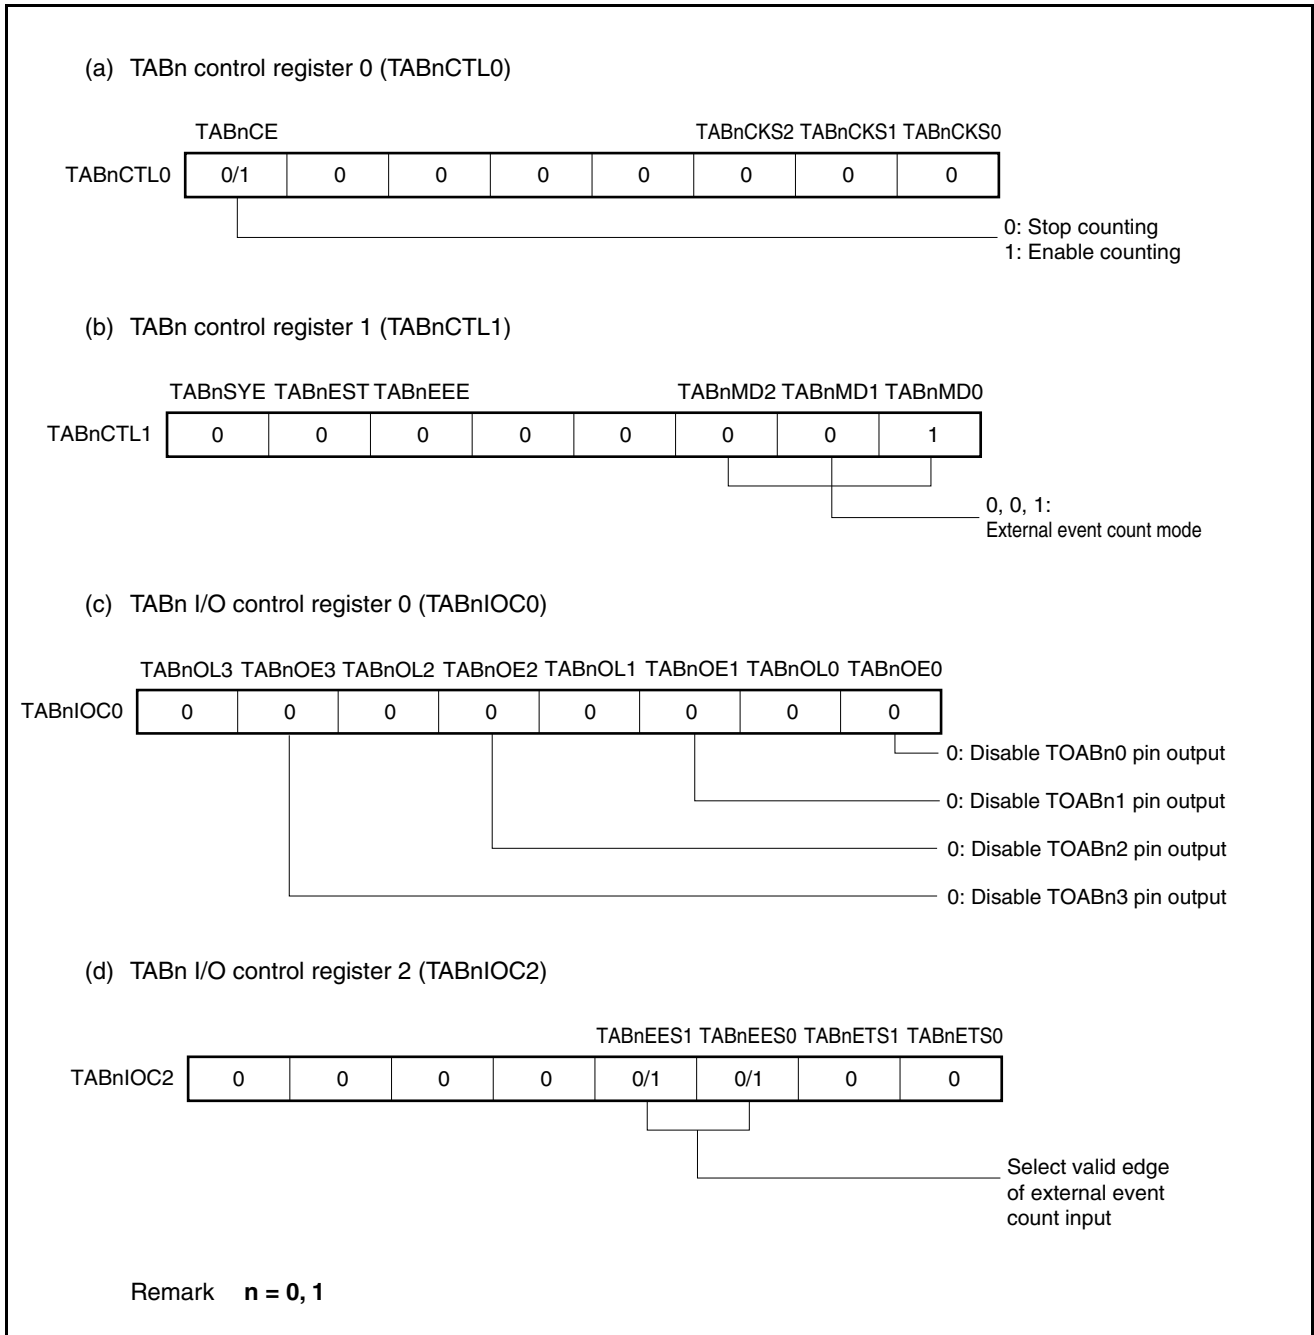 (a) TABn control register 0 (TABnCTL0)
TABnCE TABnCKS2 TABnCKS1 TABnCKS0
TABnCTL0 0/1 0 0 0 0 0 0 0
0: Stop counting
1: Enable counting
(b) TABn control register 1 (TABnCTL1)
TABnSYE TABnEST TABnEEE TABnMD2 TABnMD1 TABnMD0
TABnCTL1 0 0 0 0 0 0 0 1
0, 0, 1:
External event count mode
(c) TABn I/O control register 0 (TABnIOC0)
TABnOL3 TABnOE3 TABnOL2 TABnOE2 TABnOL1 TABnOE1 TABnOL0 TABnOE0
TABnIOC0 0 0 0 0 0 0 0 0
0: Disable TOABn0 pin output
0: Disable TOABn1 pin output
0: Disable TOABn2 pin output
0: Disable TOABn3 pin output
(d) TABn I/O control register 2 (TABnIOC2)
TABnEES1 TABnEES0 TABnETS1 TABnETS0
TABnIOC2 0 0 0 0 0/1 0/1 0 0
Select valid edge
of external event
count input
Remark n = 0, 1